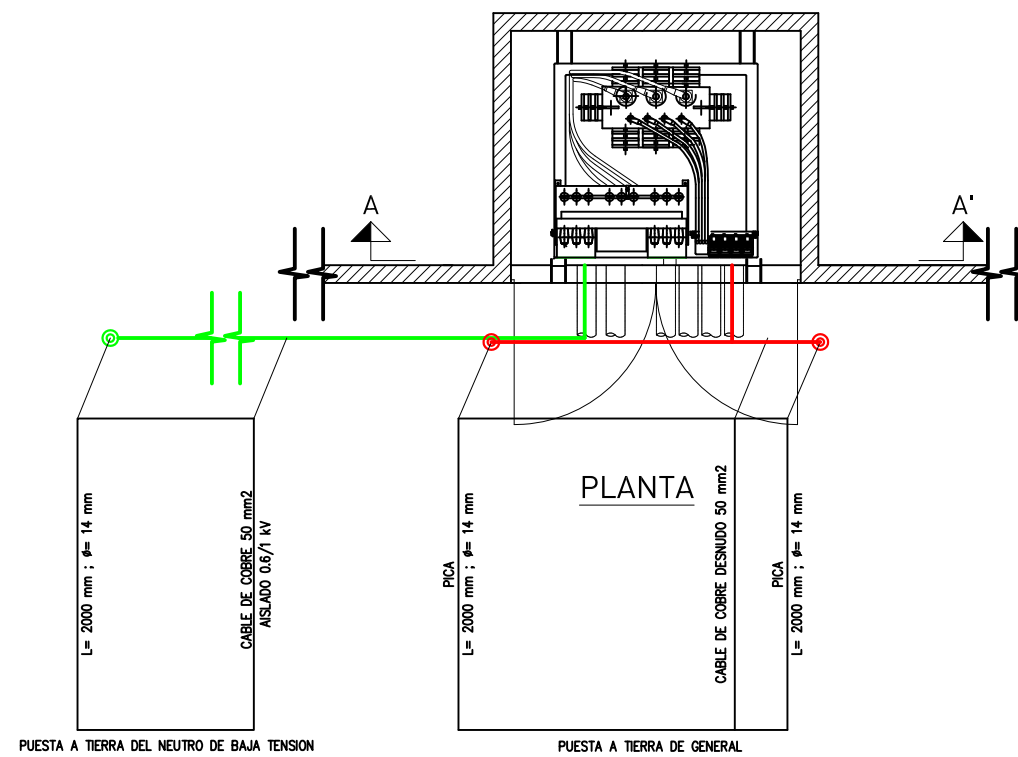 A
A'
PLANTA
L= 2000 mm ; ø= 14 mm
CABLE DE COBRE 50 mm2
AISLADO 0.6/1 kV
PICA
L= 2000 mm ; ø= 14 mm
CABLE DE COBRE DESNUDO 50 mm2
PICA
L= 2000 mm ; ø= 14 mm
PUESTA A TIERRA DEL NEUTRO DE BAJA TENSION
PUESTA A TIERRA DE GENERAL